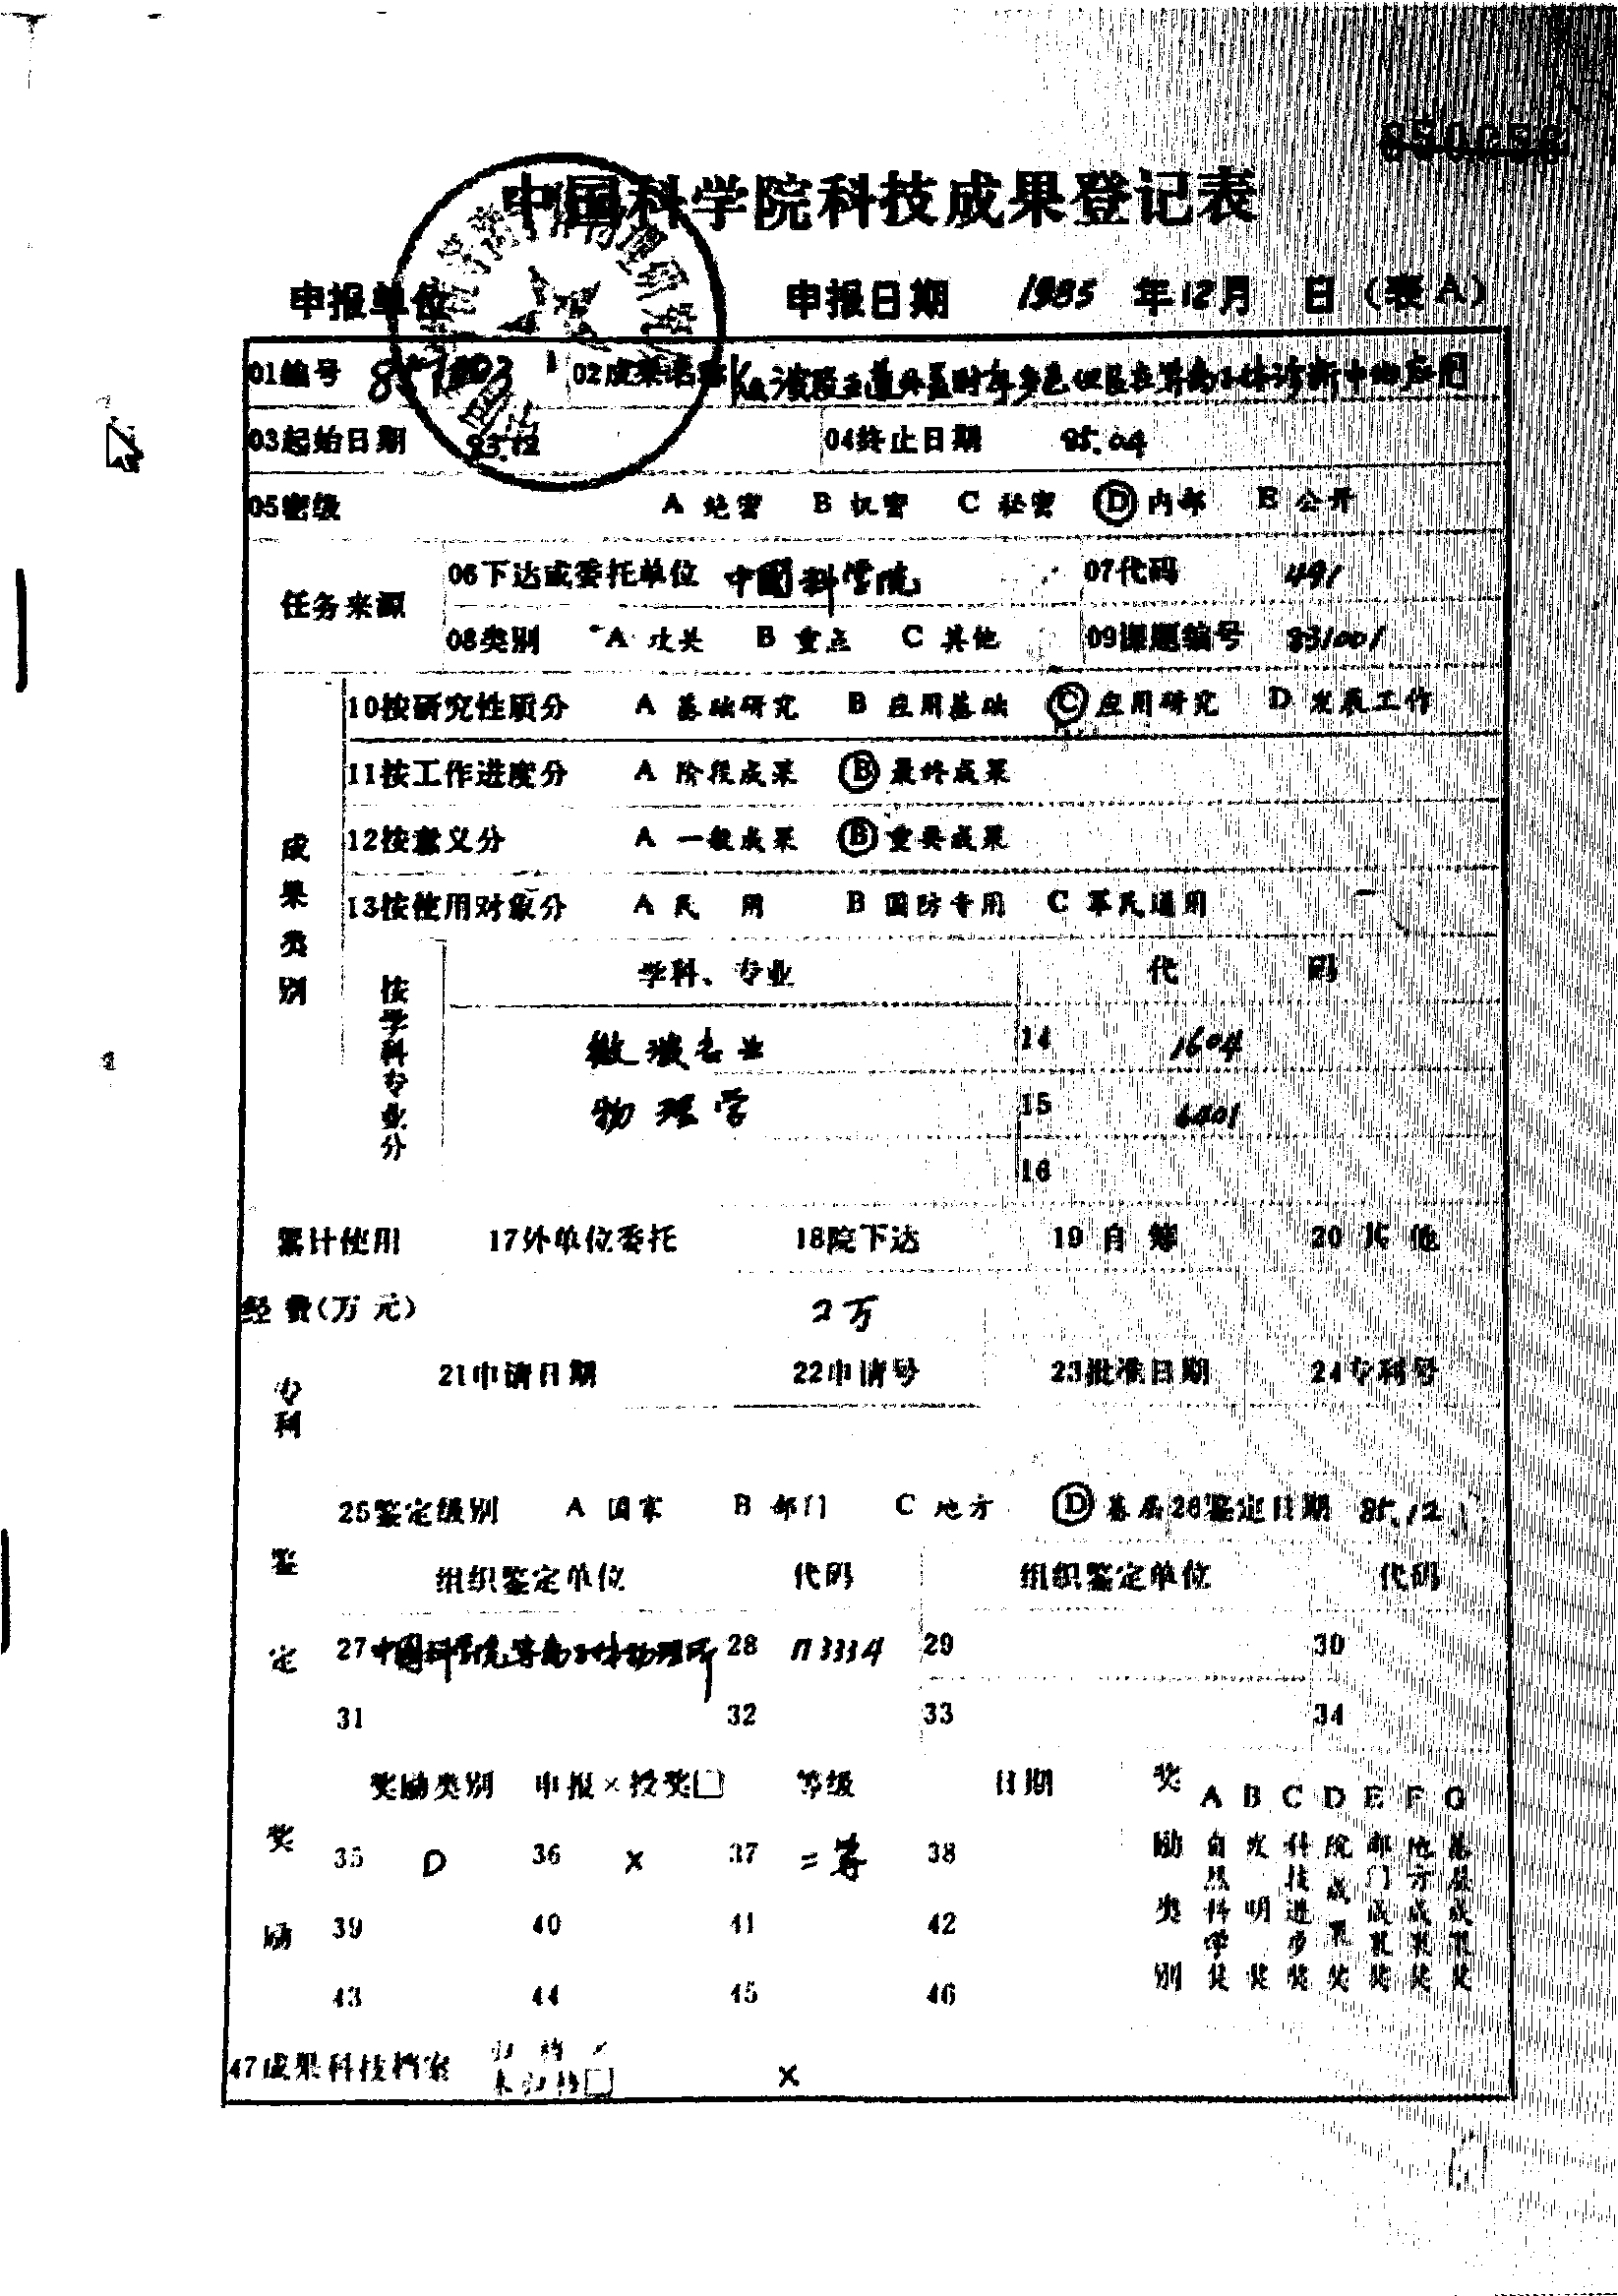 中国科学院科技成果登记表
申报单位 申报日期 1985 年12月 日（表A）
01编号 02成果名称
03起始日期 83.12 04终止日期 85.04
05密级 A 绝密 B 机密 C 秘密 D 内部 E 公开
任务来源 06下达或委托单位 中国科学院 07代码 491
08类别 A 攻关 B 重点 C 其他 09课题编号 831001
成果类别
10按研究性质分 A 基础研究 B 应用基础 C 应用研究 D 发展工作
11按工作进度分 A 阶段成果 B 最终成果
12按意义分 A 一般成果 B 重要成果
13按使用对象分 A 民 用 B 国防专用 C 军民通用
按学科专业分
学科、专业 代 码
微波专业 14 1604
物理学 15
16
累计使用 17外单位委托 18院下达 19 自 筹 20 其 他
经 费(万 元) 2万
专利 21申请日期 22申请号 23批准日期 24专利号
鉴定
25鉴定级别 A 国家 B 部门 C 地方 D 基层 26鉴定日期 85.12
组织鉴定单位 代码 组织鉴定单位 代码
27 中国科学院等离子体物理所 28 29 30
31 32 33 34
奖励
奖励类别 申报×授奖□ 等级 日期
35 D 36 × 37 二等 38
39 40 41 42
43 44 45 46
奖励类别
A B C D E F G
自然科学奖
发明奖
科技进步奖
院成果奖
部门成果奖
地方成果奖
基层成果奖
47成果科技档案 归 档
未归档□ ×